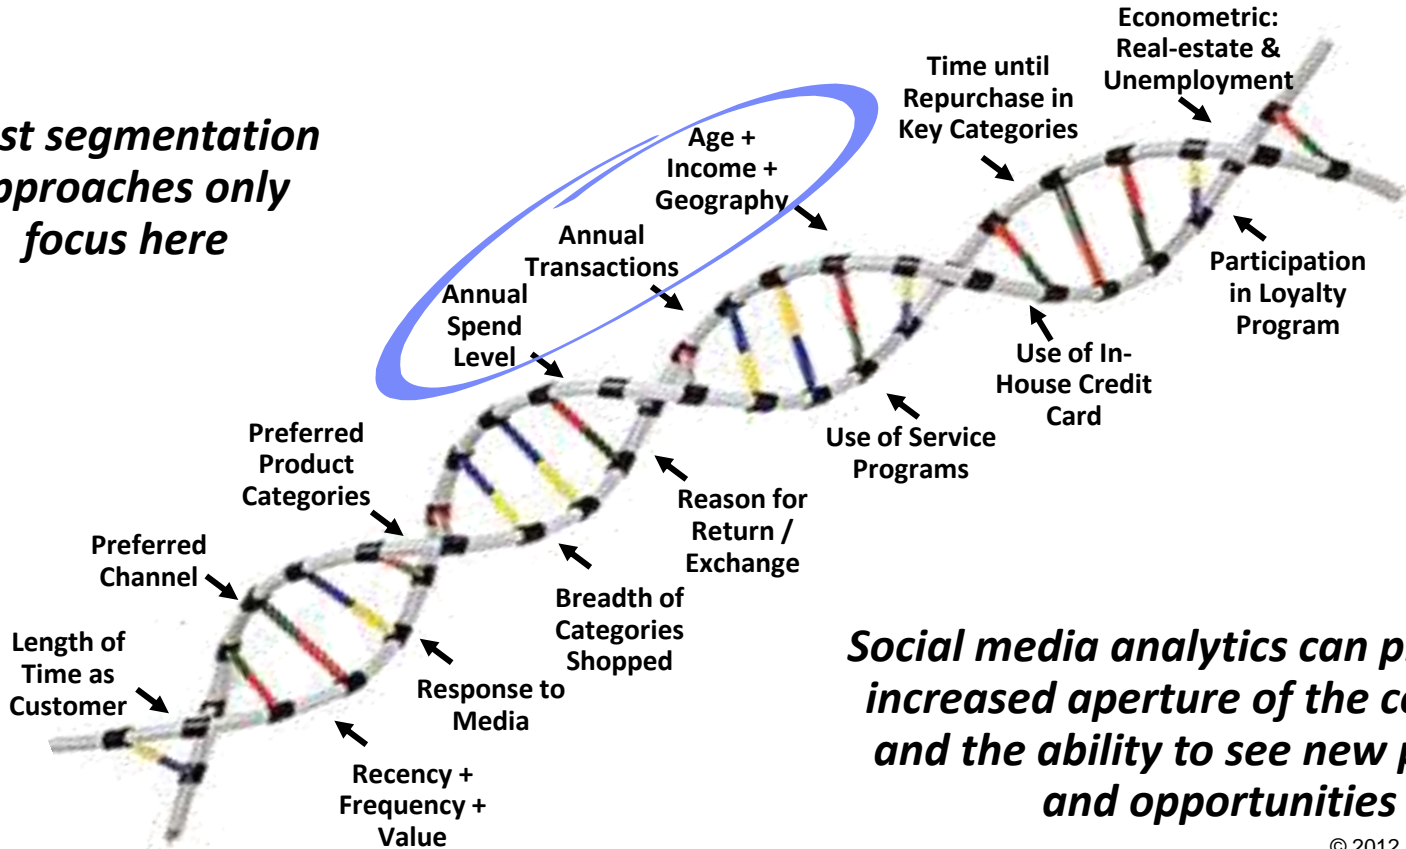 st segmentation
pproaches only
focus here
Econometric:
Real-estate &
Unemployment
Time until
Repurchase in
Key Categories
Age +
Income +
Geography
Annual
Transactions
Annual
Spend
Level
Participation
in Loyalty
Program
Use of In-
House Credit
Card
Use of Service
Programs
Preferred
Product
Categories
Reason for
Return /
Exchange
Preferred
Channel
Breadth of
Categories
Shopped
Length of
Time as
Customer
Response to
Media
Recency +
Frequency +
Value
Social media analytics can p
increased aperture of the c
and the ability to see new p
and opportunities
© 2012